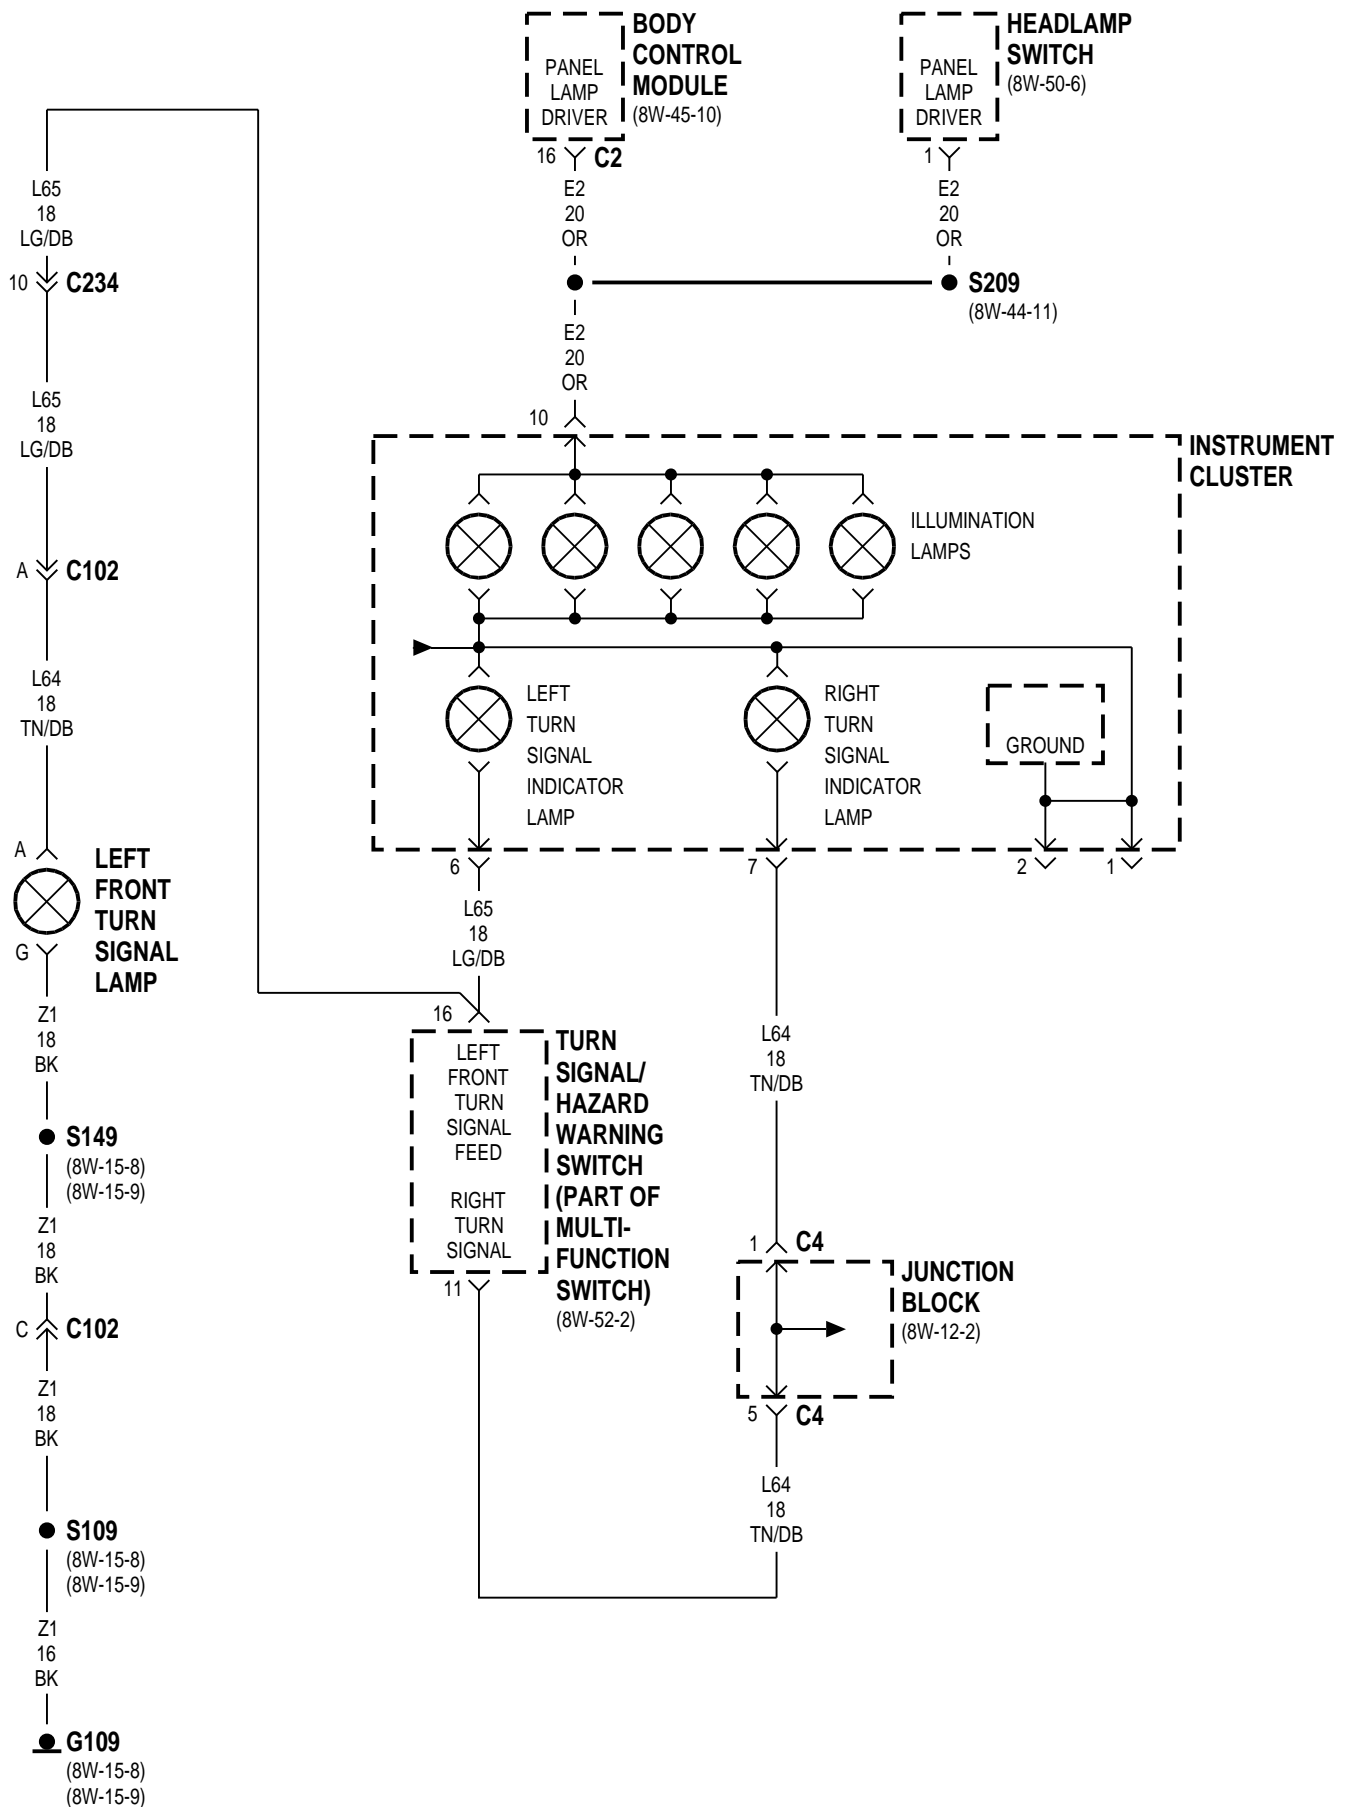 BODY
CONTROL
MODULE
(8W-45-10)
PANEL
LAMP
DRIVER
16
C2
E2
20
OR
HEADLAMP
SWITCH
(8W-50-6)
PANEL
LAMP
DRIVER
1
E2
20
OR
S209
(8W-44-11)
E2
20
OR
10
INSTRUMENT
CLUSTER
ILLUMINATION
LAMPS
LEFT
TURN
SIGNAL
INDICATOR
LAMP
RIGHT
TURN
SIGNAL
INDICATOR
LAMP
GROUND
6
7
2
1
L65
18
LG/DB
10
C234
L65
18
LG/DB
A
C102
L64
18
TN/DB
A
LEFT
FRONT
TURN
SIGNAL
LAMP
G
Z1
18
BK
S149
(8W-15-8)
(8W-15-9)
Z1
18
BK
C
C102
Z1
18
BK
S109
(8W-15-8)
(8W-15-9)
Z1
16
BK
G109
(8W-15-8)
(8W-15-9)
L65
18
LG/DB
16
LEFT
FRONT
TURN
SIGNAL
FEED
RIGHT
TURN
SIGNAL
11
TURN
SIGNAL/
HAZARD
WARNING
SWITCH
(PART OF
MULTI-
FUNCTION
SWITCH)
(8W-52-2)
L64
18
TN/DB
1
C4
JUNCTION
BLOCK
(8W-12-2)
5
C4
L64
18
TN/DB